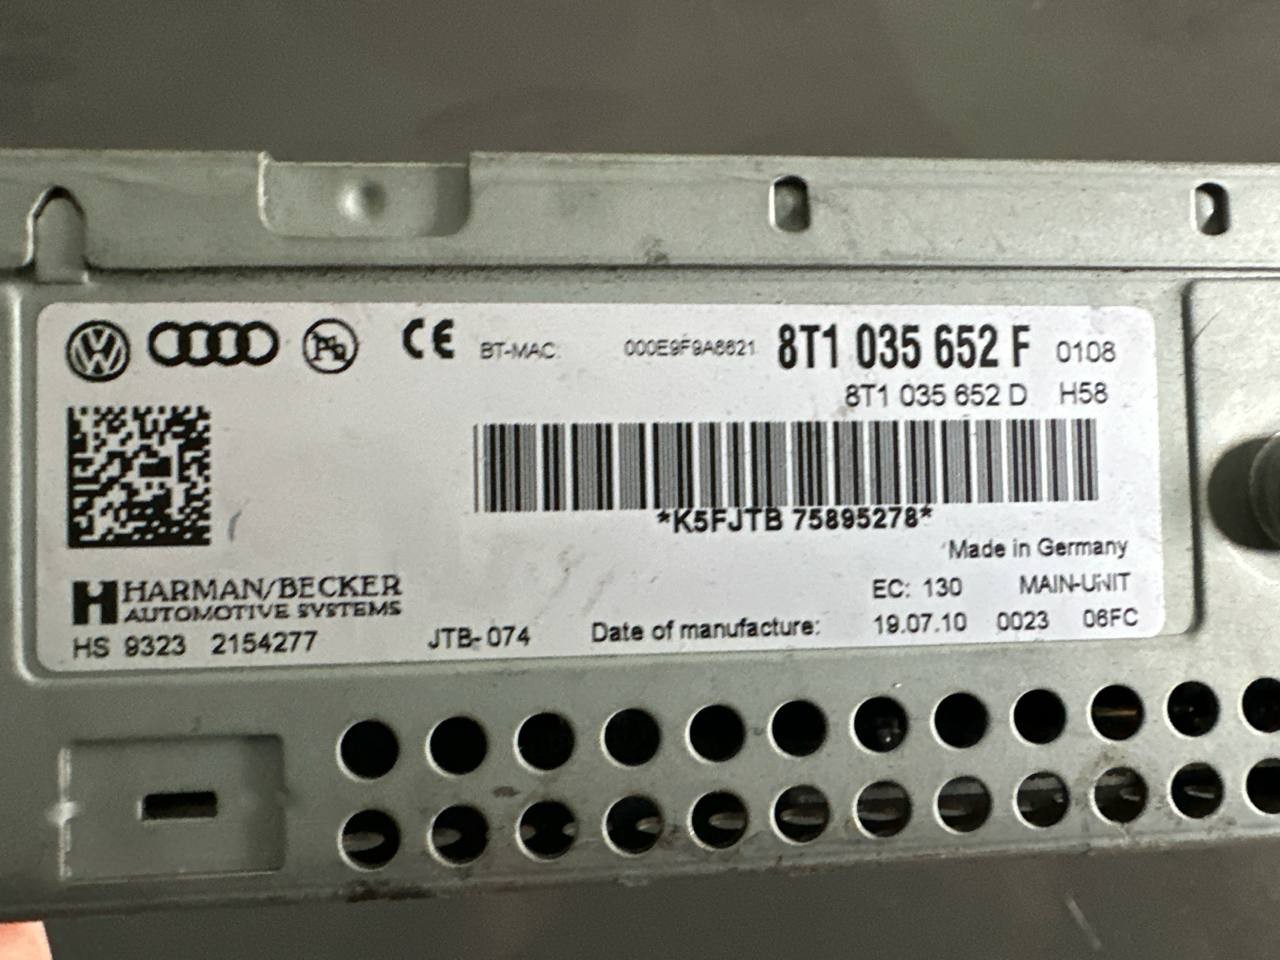 BT-MAC: 000E9F9A6621 8T1 035 652 F 0108
8T1 035 652 D H58
*K5FJTB 75895278*
Made in Germany
HARMAN/BECKER
AUTOMOTIVE SYSTEMS
EC: 130 MAIN-UNIT
HS 9323 2154277 JTB-074 Date of manufacture: 19.07.10 0023 06FC